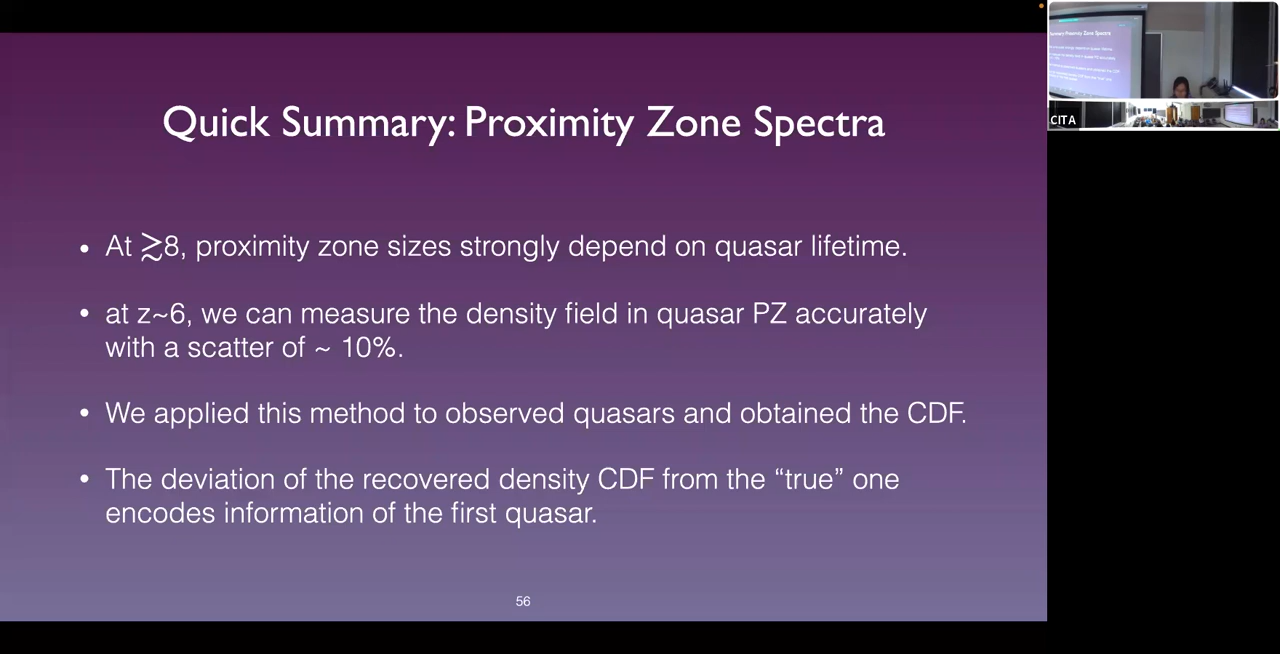 Quick Summary: Proximity Zone Spectra
• At ≳8, proximity zone sizes strongly depend on quasar lifetime.
• at z~6, we can measure the density field in quasar PZ accurately
with a scatter of ~ 10%.
• We applied this method to observed quasars and obtained the CDF.
• The deviation of the recovered density CDF from the “true” one
encodes information of the first quasar.
56
CITA